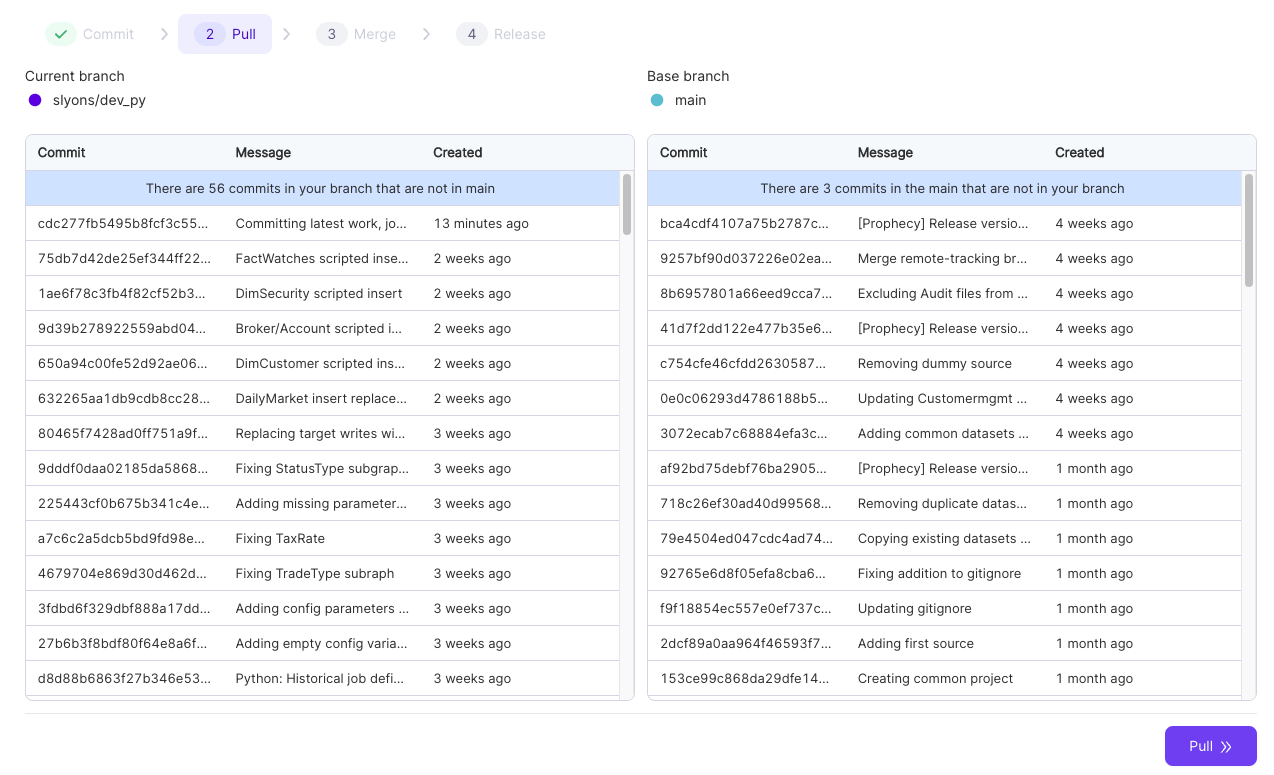 Commit
2 Pull
3 Merge
4 Release
Current branch
slyons/dev_py
Base branch
main
Commit Message Created
There are 56 commits in your branch that are not in main
cdc277fb5495b8fcf3c55... Committing latest work, jo... 13 minutes ago
75db7d42de25ef344ff22... FactWatches scripted inse... 2 weeks ago
1ae6f78c3fb4f82cf52b3... DimSecurity scripted insert 2 weeks ago
9d39b278922559abd04... Broker/Account scripted i... 2 weeks ago
650a94c00fe52d92ae06... DimCustomer scripted ins... 2 weeks ago
632265aa1db9cdb8cc28... DailyMarket insert replace... 2 weeks ago
80465f7428ad0ff751a9f... Replacing target writes wi... 3 weeks ago
9dddf0daa02185da5868... Fixing StatusType subgrap... 3 weeks ago
225443cf0b675b341c4e... Adding missing parameter... 3 weeks ago
a7c6c2a5dcb5bd9fd98e... Fixing TaxRate 3 weeks ago
4679704e869d30d462d... Fixing TradeType subraph 3 weeks ago
3fdbd6f329dbf888a17dd... Adding config parameters ... 3 weeks ago
27b6b3f8bdf80f64e8a6f... Adding empty config varia... 3 weeks ago
d8d88b6863f27b346e53... Python: Historical job defi... 3 weeks ago
Commit Message Created
There are 3 commits in the main that are not in your branch
bca4cdf4107a75b2787c... [Prophecy] Release versio... 4 weeks ago
9257bf90d037226e02ea... Merge remote-tracking br... 4 weeks ago
8b6957801a66eed9cca7... Excluding Audit files from ... 4 weeks ago
41d7f2dd122e477b35e6... [Prophecy] Release versio... 4 weeks ago
c754cfe46cfdd2630587... Removing dummy source 4 weeks ago
0e0c06293d4786188b5... Updating Customermgmt ... 4 weeks ago
3072ecab7c68884efa3c... Adding common datasets ... 4 weeks ago
af92bd75debf76ba2905... [Prophecy] Release versio... 1 month ago
718c26ef30ad40d99568... Removing duplicate datas... 1 month ago
79e4504ed047cdc4ad74... Copying existing datasets ... 1 month ago
92765e6d8f05efa8cba6... Fixing addition to gitignore 1 month ago
f9f18854ec557e0ef737c... Updating gitignore 1 month ago
2dcf89a0aa964f46593f7... Adding first source 1 month ago
153ce99c868da29dfe14... Creating common project 1 month ago
Pull